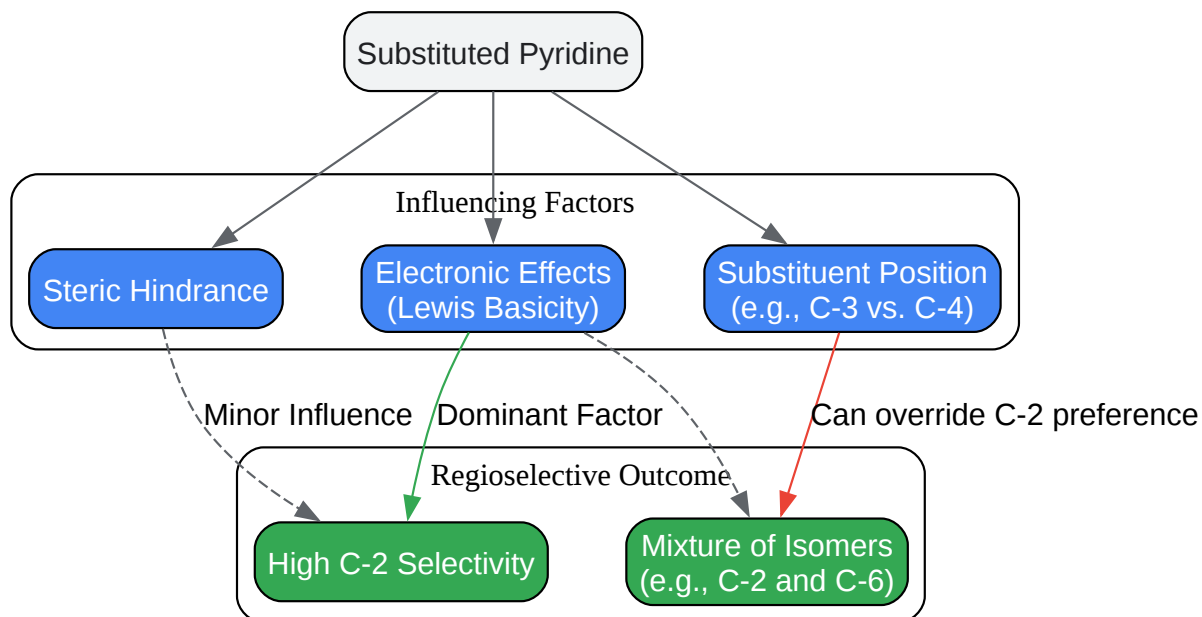 Substituted Pyridine
Influencing Factors
Steric Hindrance
Electronic Effects
(Lewis Basicity)
Substituent Position
(e.g., C-3 vs. C-4)
Minor Influence
Dominant Factor
Can override C-2 preference
Regioselective Outcome
High C-2 Selectivity
Mixture of Isomers
(e.g., C-2 and C-6)